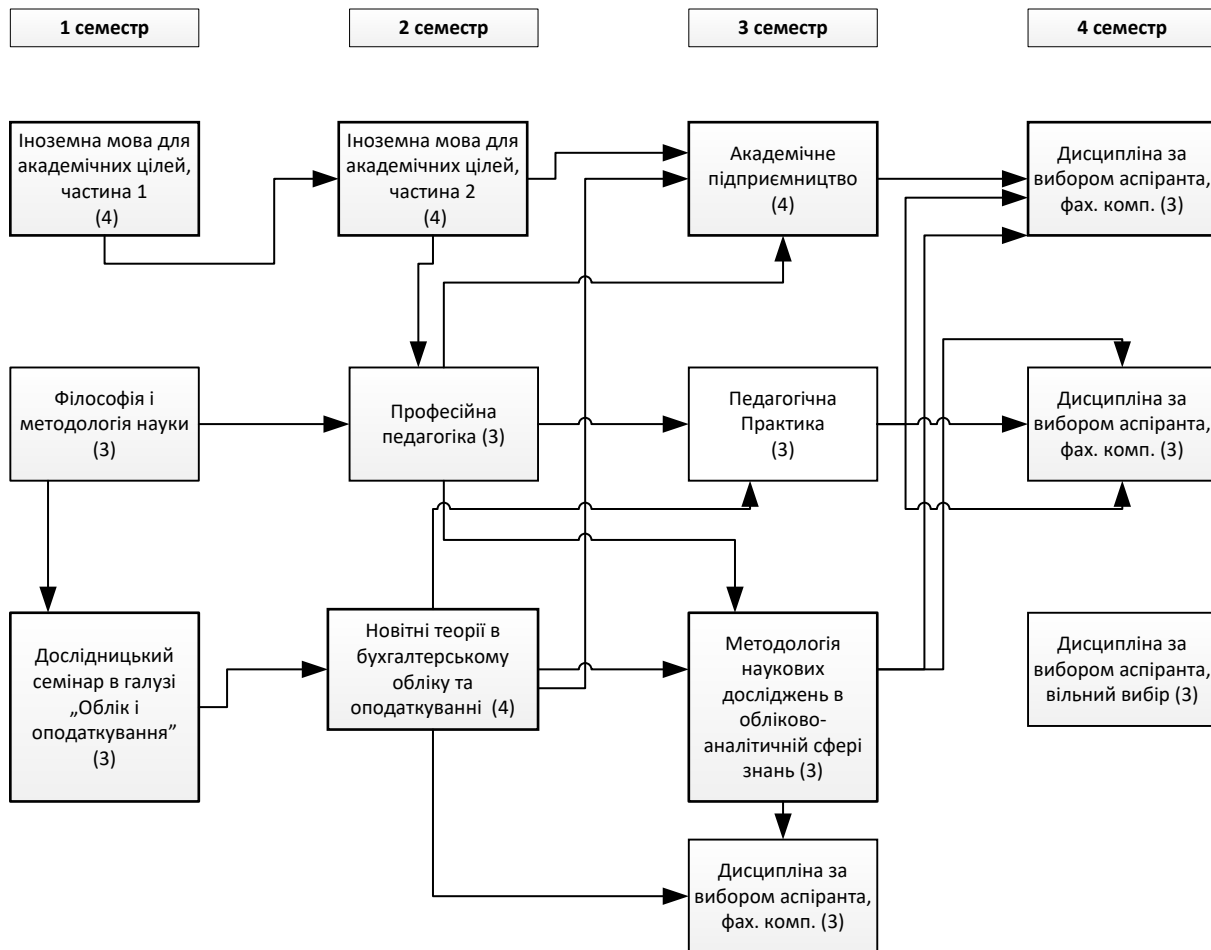 1 семестр
2 семестр
3 семестр
4 семестр
Іноземна мова для
академічних цілей,
частина 1
(4)
Іноземна мова для
академічних цілей,
частина 2
(4)
Академічне
підприємництво
(4)
Дисципліна за
вибором аспіранта,
фах. комп. (3)
Філософія і
методологія науки
(3)
Професійна
педагогіка (3)
Педагогічна
Практика
(3)
Дисципліна за
вибором аспіранта,
фах. комп. (3)
Дослідницький
семінар в галузі
„Облік і
оподаткування”
(3)
Новітні теорії в
бухгалтерському
обліку та
оподаткуванні (4)
Методологія
наукових
досліджень в
обліково-
аналітичній сфері
знань (3)
Дисципліна за
вибором аспіранта,
вільний вибір (3)
Дисципліна за
вибором аспіранта,
фах. комп. (3)